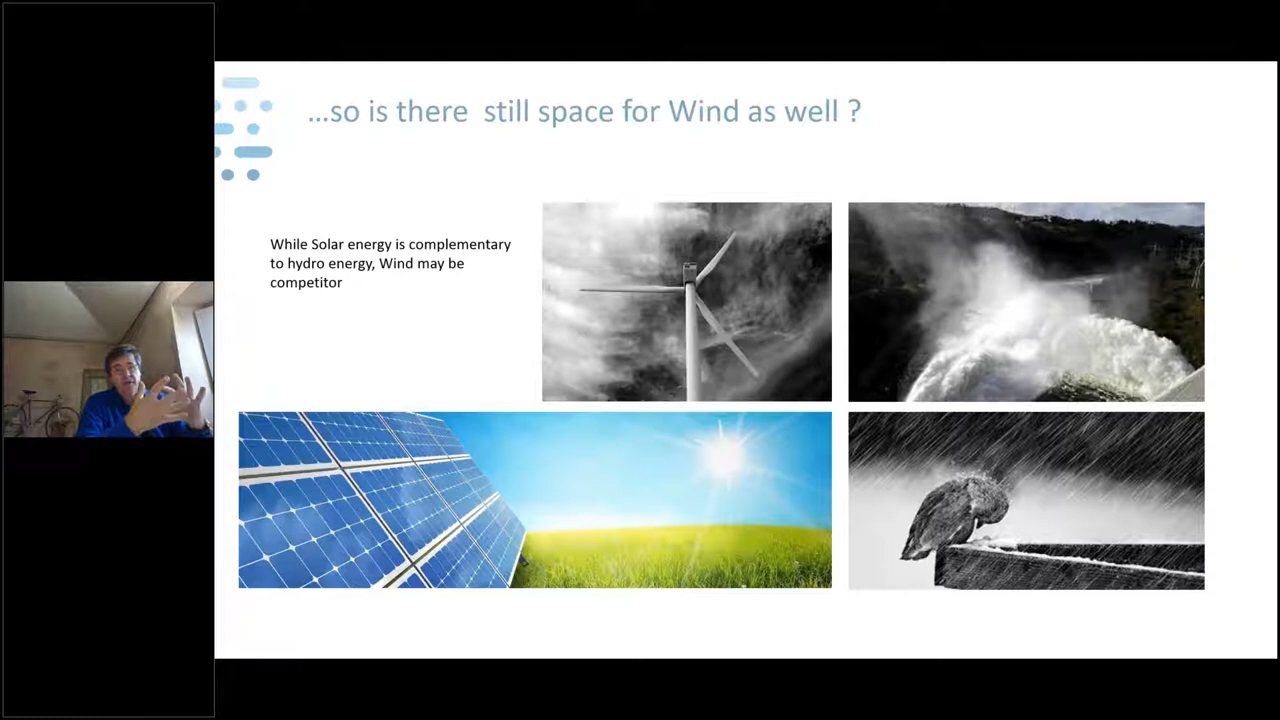 ...so is there  still space for Wind as well ?
While Solar energy is complementary
to hydro energy, Wind may be
competitor